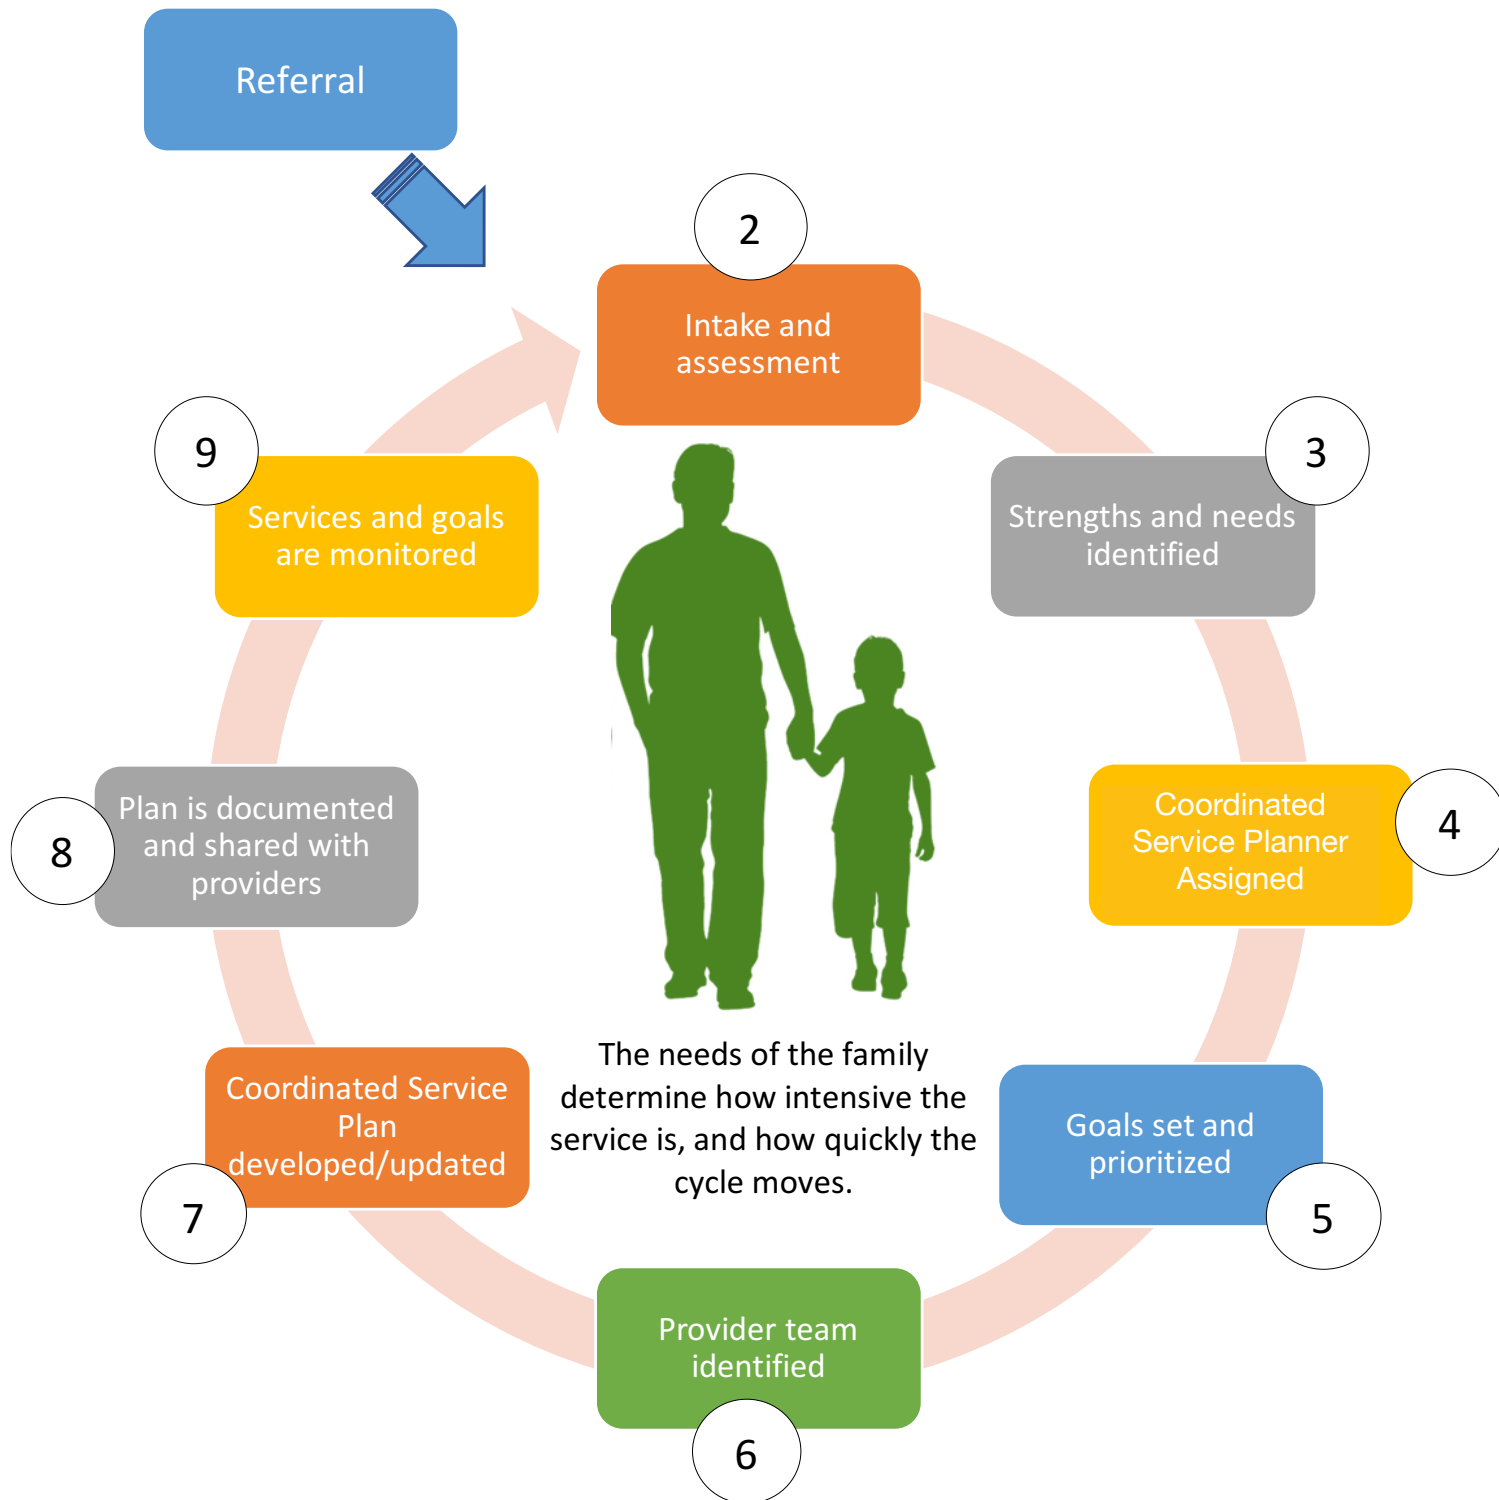 Referral
2
Intake and
assessment
3
Strengths and needs
identified
4
Coordinated
Service Planner
Assigned
5
Goals set and
prioritized
6
Provider team
identified
7
Coordinated Service
Plan
developed/updated
8
Plan is documented
and shared with
providers
9
Services and goals
are monitored
The needs of the family
determine how intensive the
service is, and how quickly the
cycle moves.